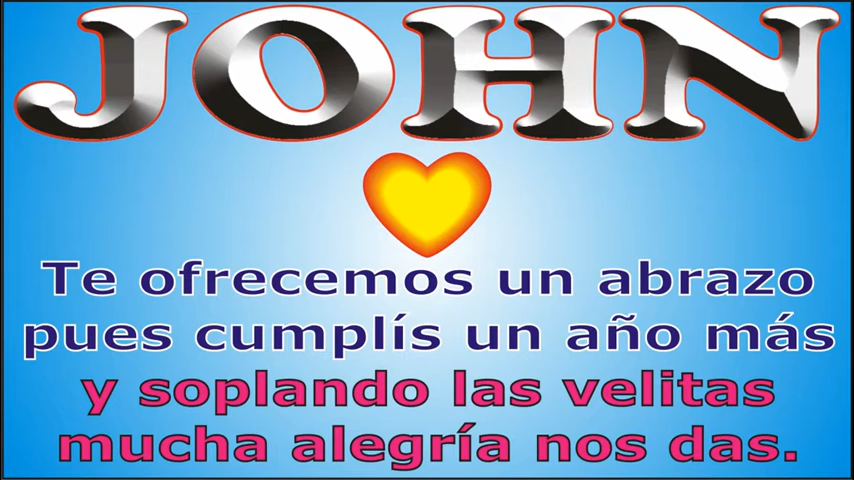 JOHN
Te ofrecemos un abrazo
pues cumplís un año más
y soplando las velitas
mucha alegría nos das.